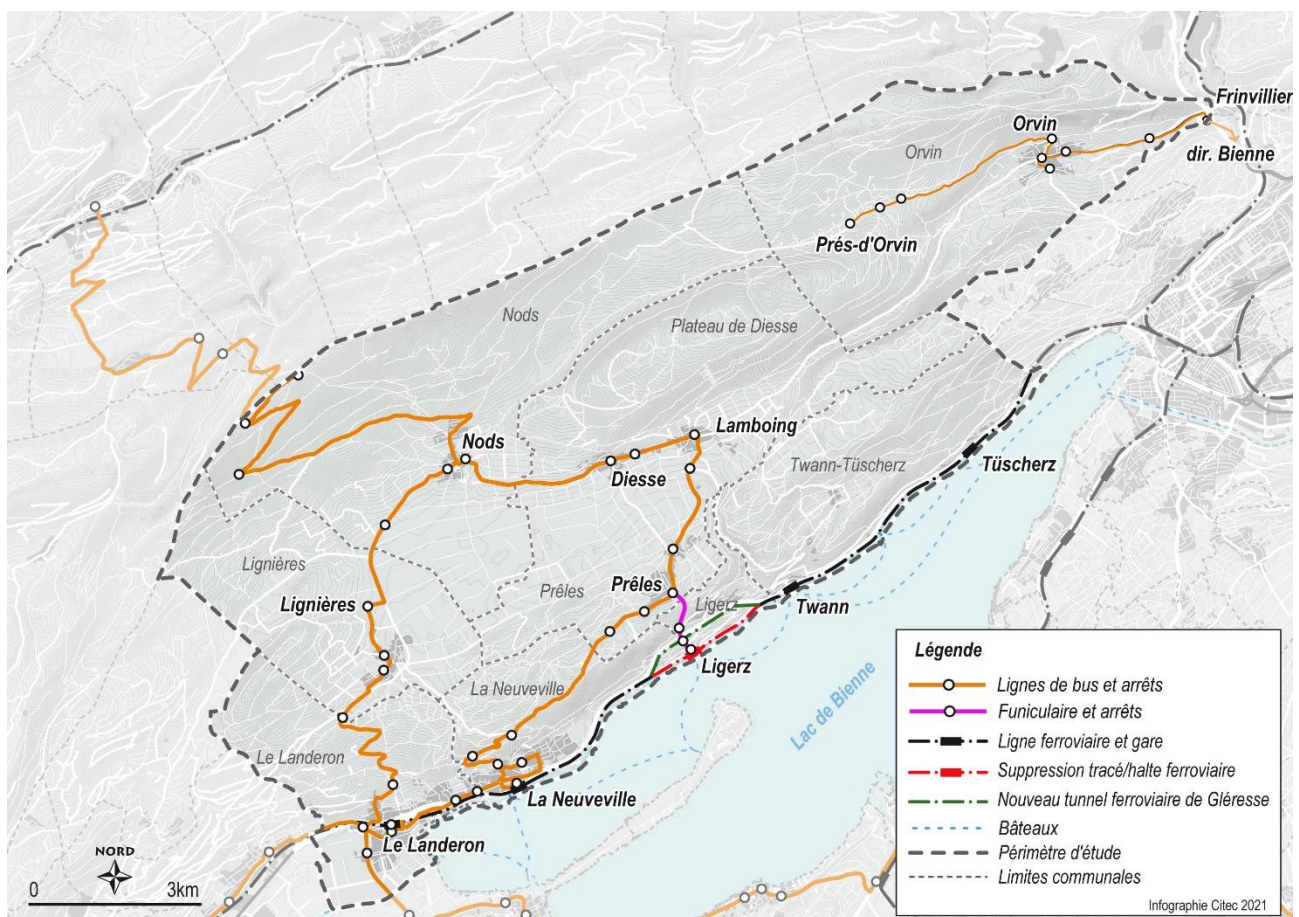 Frinvillier
Orvin
Orvin
dir. Bienne
Prés-d'Orvin
Nods
Plateau de Diesse
Lamboing
Nods
Diesse
Twann-Tüscherz
Tüscherz
Lignières
Prêles
Prêles
Lignières
Ligerz
Twann
Ligerz
La Neuveville
Lac de Bienne
Le Landeron
La Neuveville
Le Landeron
NORD
0 3km
Légende
Lignes de bus et arrêts
Funiculaire et arrêts
Ligne ferroviaire et gare
Suppression tracé/halte ferroviaire
Nouveau tunnel ferroviaire de Gléresse
Bâteaux
Périmètre d'étude
Limites communales
Infographie Citec 2021